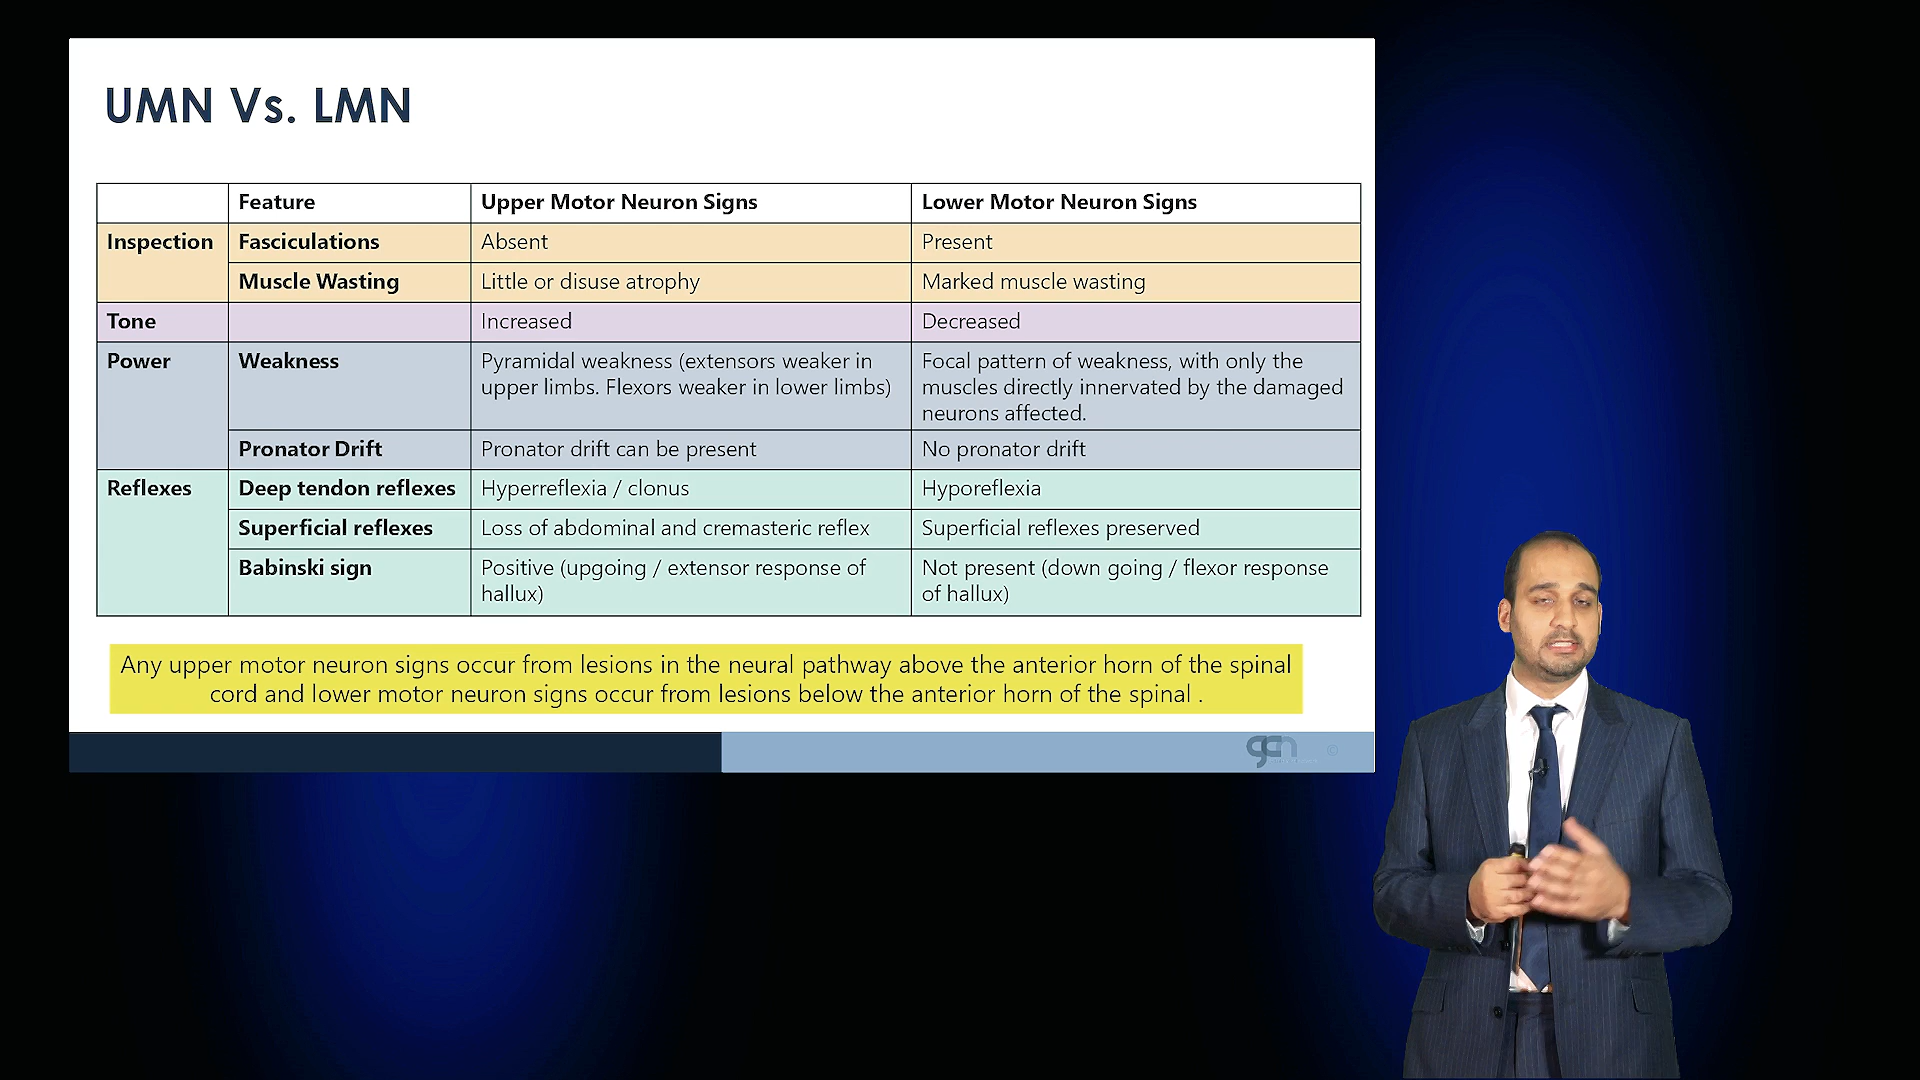 UMN Vs. LMN
Feature Upper Motor Neuron Signs Lower Motor Neuron Signs
Inspection Fasciculations Absent Present
Muscle Wasting Little or disuse atrophy Marked muscle wasting
Tone Increased Decreased
Power Weakness Pyramidal weakness (extensors weaker in
upper limbs. Flexors weaker in lower limbs)
Focal pattern of weakness, with only the
muscles directly innervated by the damaged
neurons affected.
Pronator Drift Pronator drift can be present No pronator drift
Reflexes Deep tendon reflexes Hyperreflexia / clonus Hyporeflexia
Superficial reflexes Loss of abdominal and cremasteric reflex Superficial reflexes preserved
Babinski sign Positive (upgoing / extensor response of
hallux)
Not present (down going / flexor response
of hallux)
Any upper motor neuron signs occur from lesions in the neural pathway above the anterior horn of the spinal
cord and lower motor neuron signs occur from lesions below the anterior horn of the spinal .
©